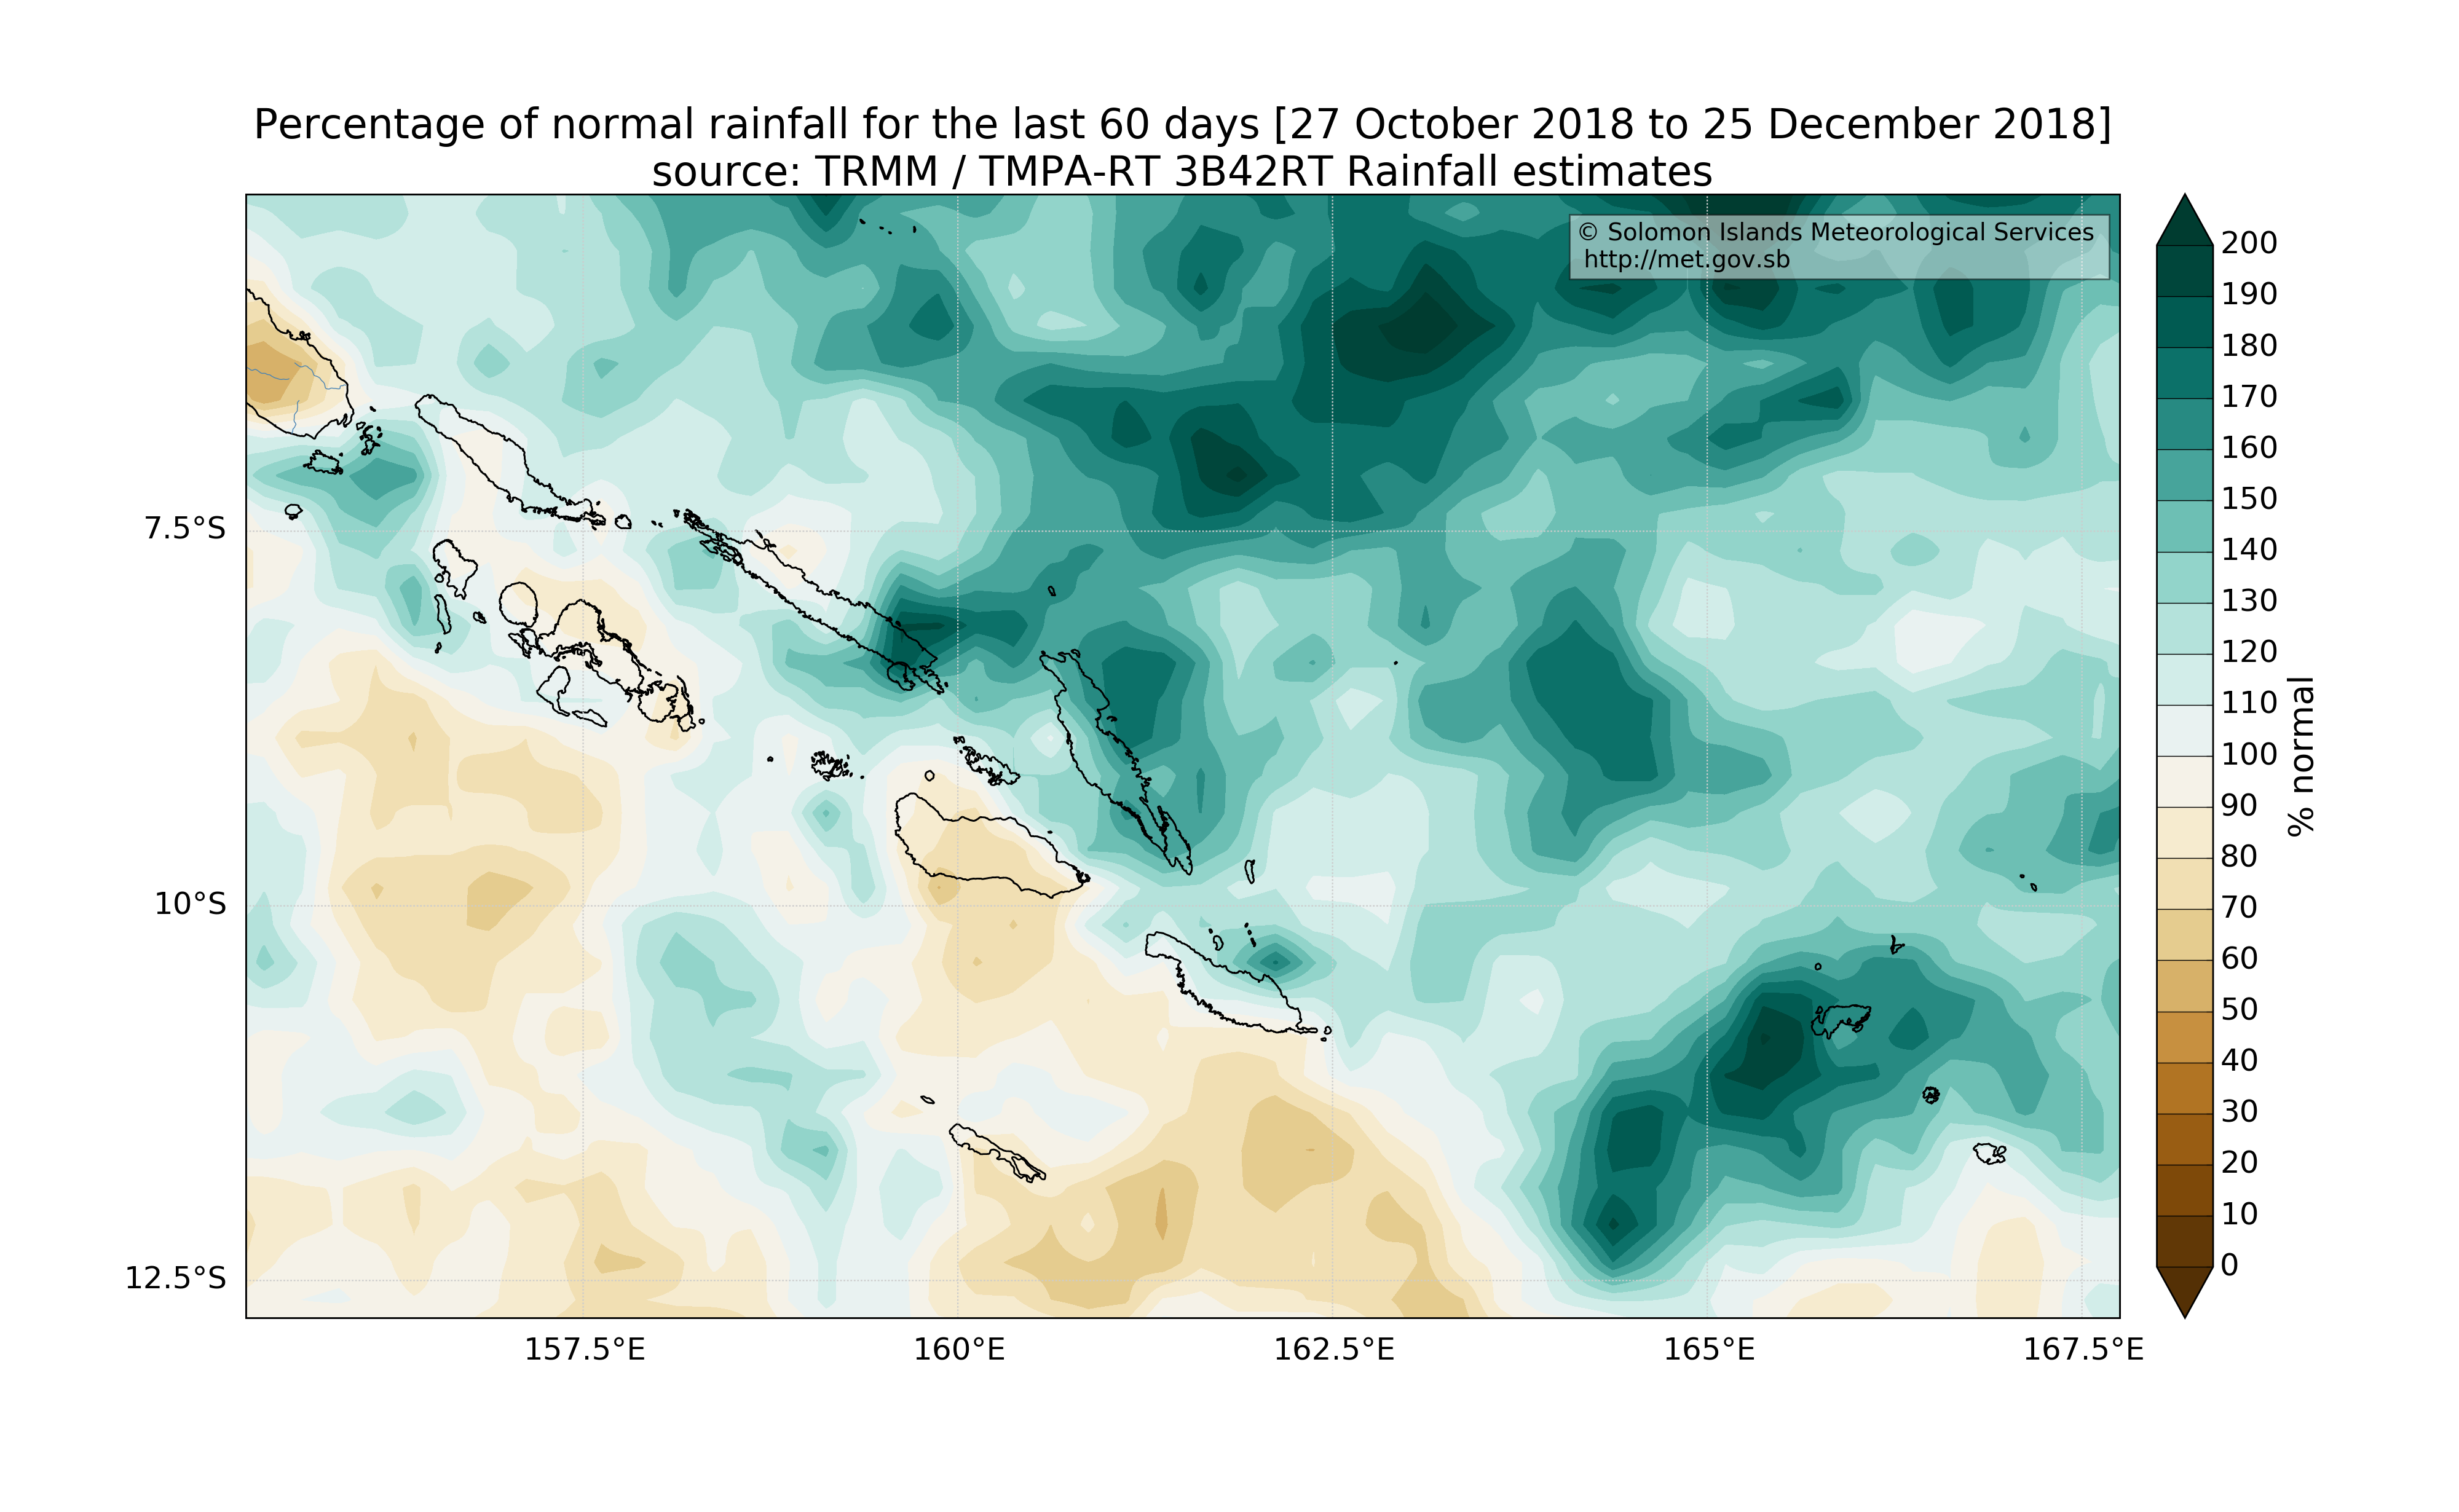 Percentage of normal rainfall for the last 60 days [27 October 2018 to 25 December 2018]
source: TRMM / TMPA-RT 3B42RT Rainfall estimates
© Solomon Islands Meteorological Services
http://met.gov.sb
7.5°S
10°S
12.5°S
157.5°E
160°E
162.5°E
165°E
167.5°E
200
190
180
170
160
150
140
130
120
110
100
90
80
70
60
50
40
30
20
10
0
% normal